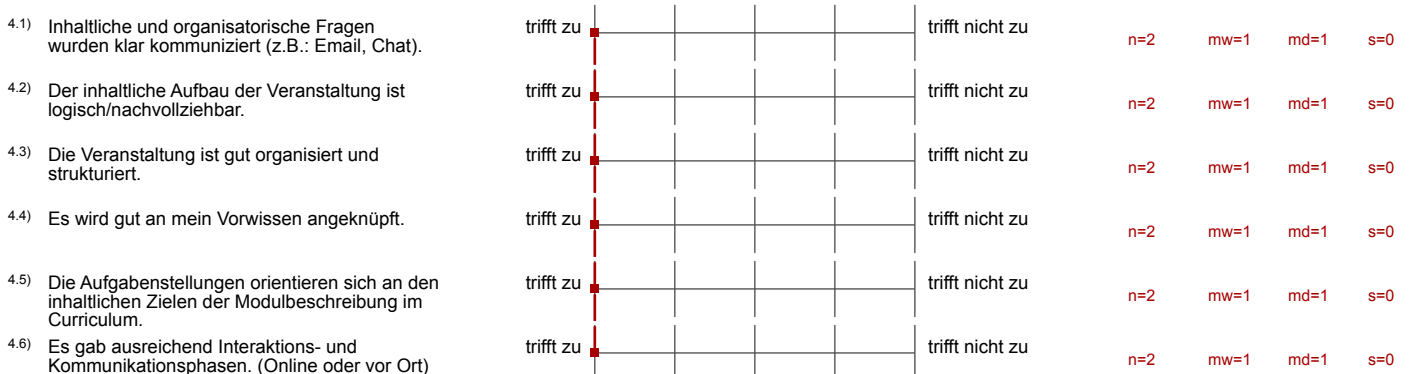 4.1) Inhaltliche und organisatorische Fragen trifft zu trifft nicht zu
wurden klar kommuniziert (z.B.: Email, Chat). n=2 mw=1 md=1 s=0
4.2) Der inhaltliche Aufbau der Veranstaltung ist trifft zu trifft nicht zu
logisch/nachvollziehbar. n=2 mw=1 md=1 s=0
4.3) Die Veranstaltung ist gut organisiert und trifft zu trifft nicht zu
strukturiert. n=2 mw=1 md=1 s=0
4.4) Es wird gut an mein Vorwissen angeknüpft. trifft zu trifft nicht zu
n=2 mw=1 md=1 s=0
4.5) Die Aufgabenstellungen orientieren sich an den trifft zu trifft nicht zu
inhaltlichen Zielen der Modulbeschreibung im n=2 mw=1 md=1 s=0
Curriculum.
4.6) Es gab ausreichend Interaktions- und trifft zu trifft nicht zu
Kommunikationsphasen. (Online oder vor Ort) n=2 mw=1 md=1 s=0